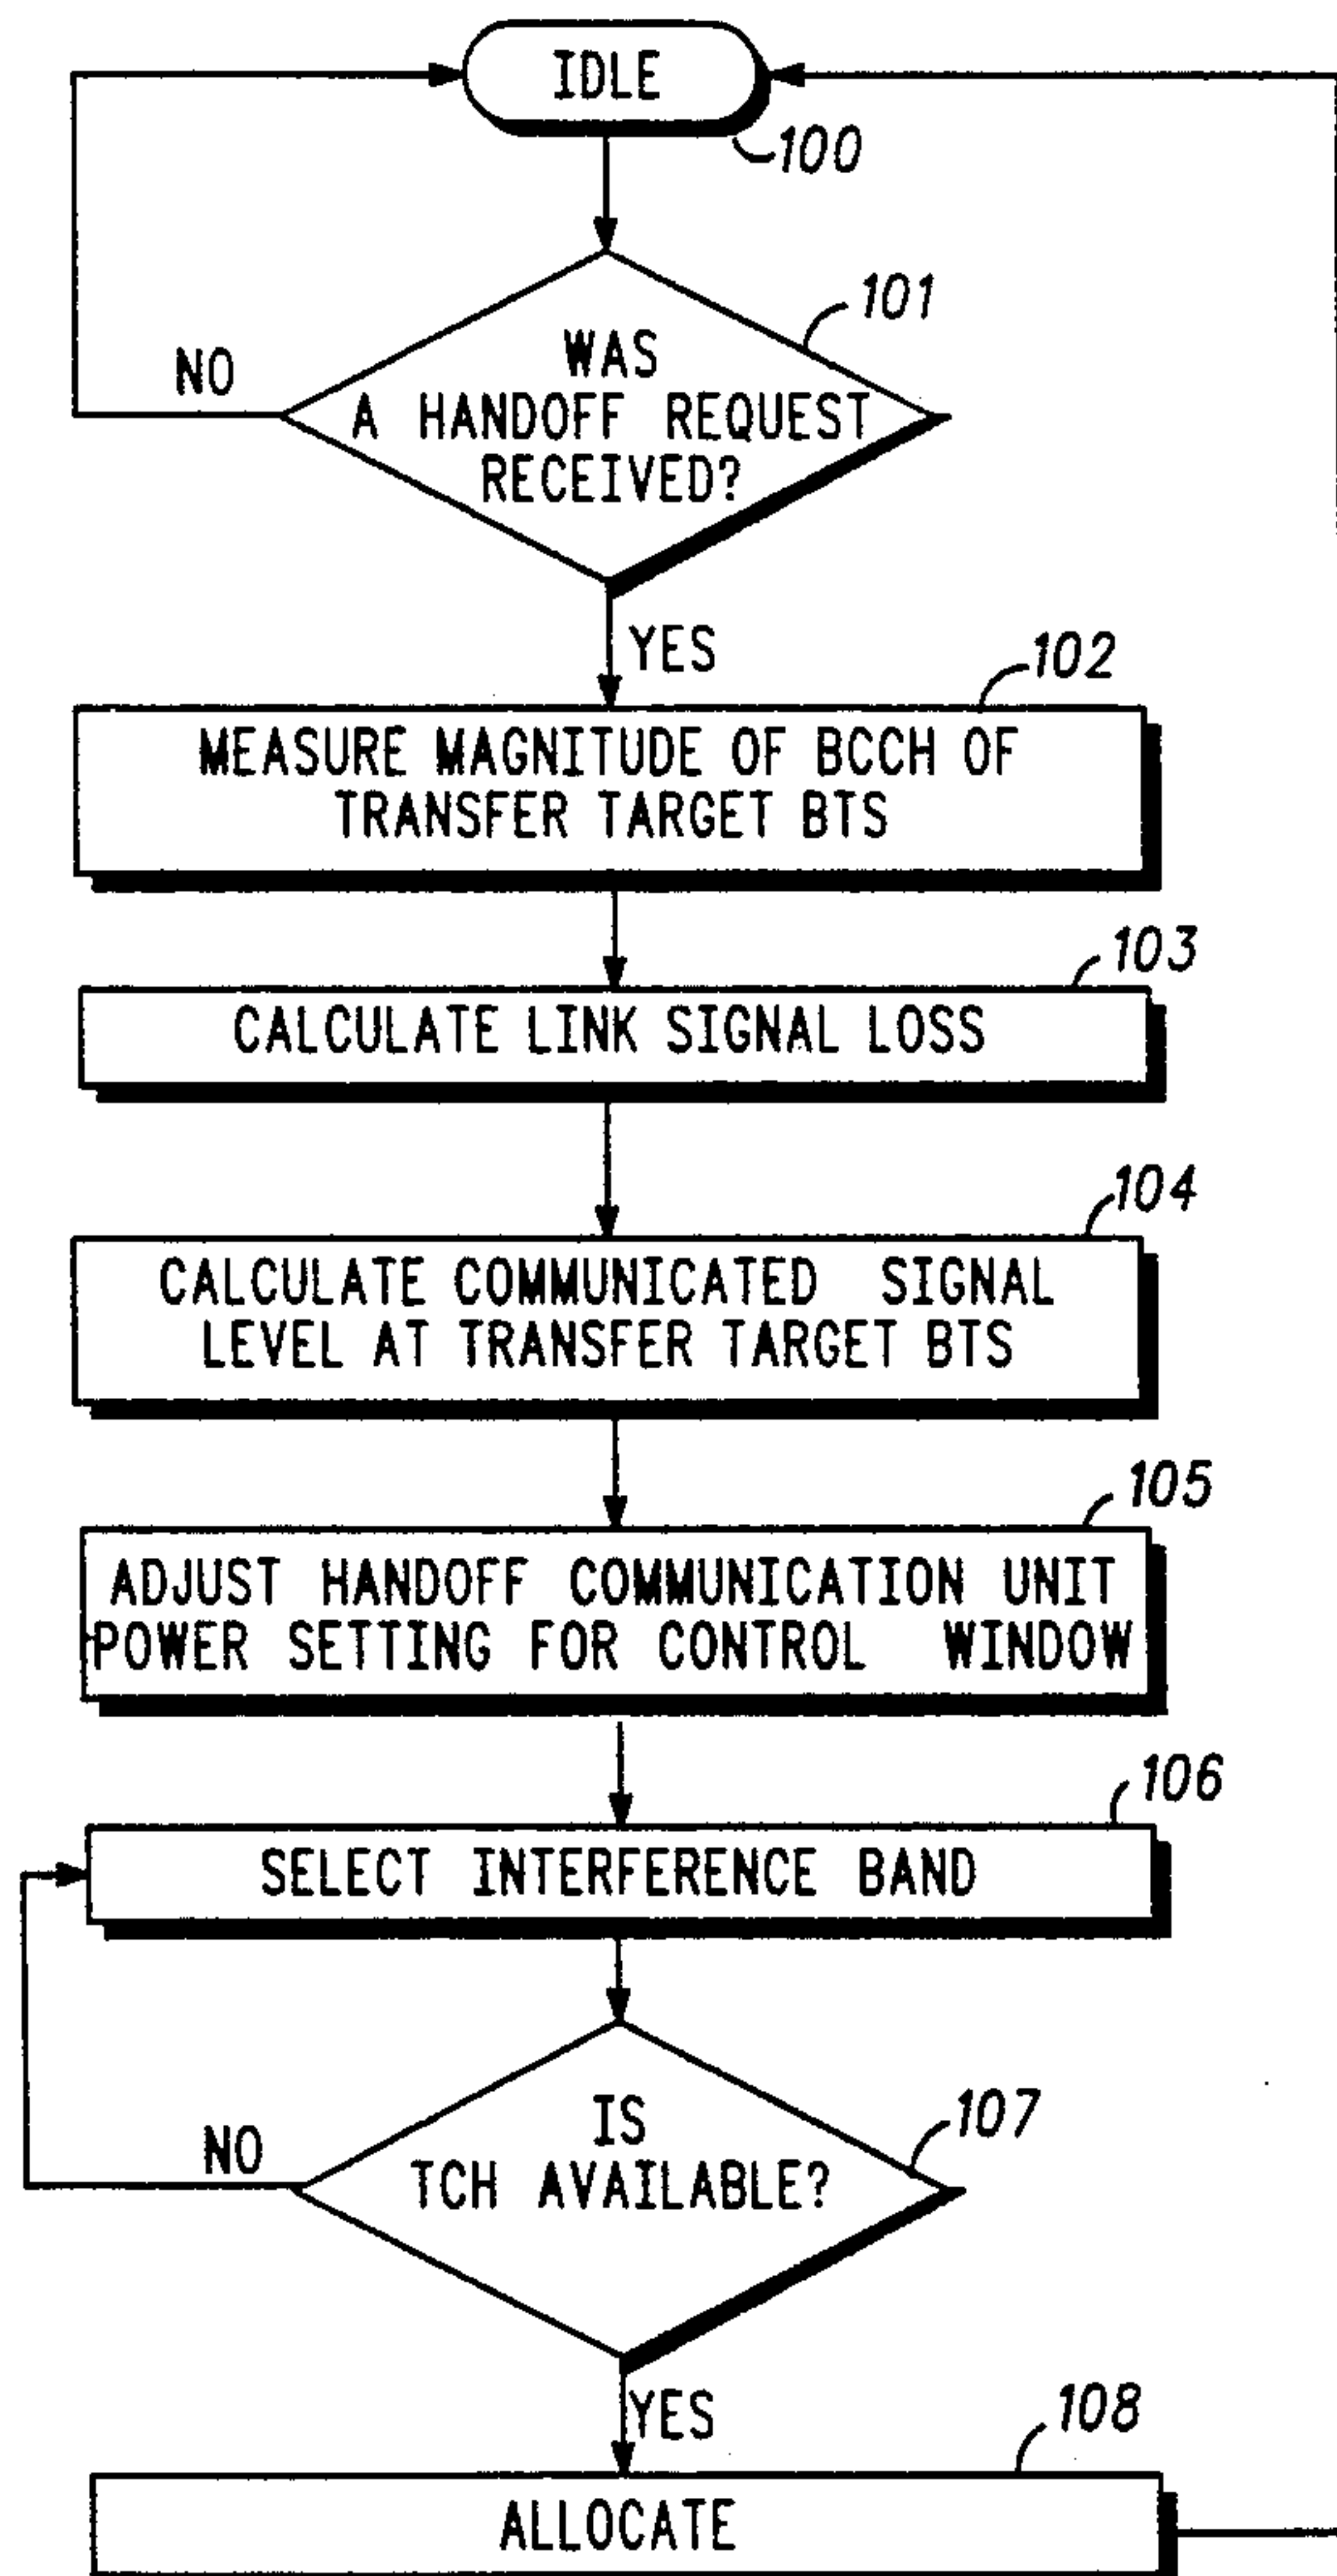 IDLE
100
101
WAS
A HANDOFF REQUEST
RECEIVED?
NO
YES
102
MEASURE MAGNITUDE OF BCCH OF
TRANSFER TARGET BTS
103
CALCULATE LINK SIGNAL LOSS
104
CALCULATE COMMUNICATED SIGNAL
LEVEL AT TRANSFER TARGET BTS
105
ADJUST HANDOFF COMMUNICATION UNIT
POWER SETTING FOR CONTROL WINDOW
106
SELECT INTERFERENCE BAND
107
IS
TCH AVAILABLE?
NO
YES
108
ALLOCATE